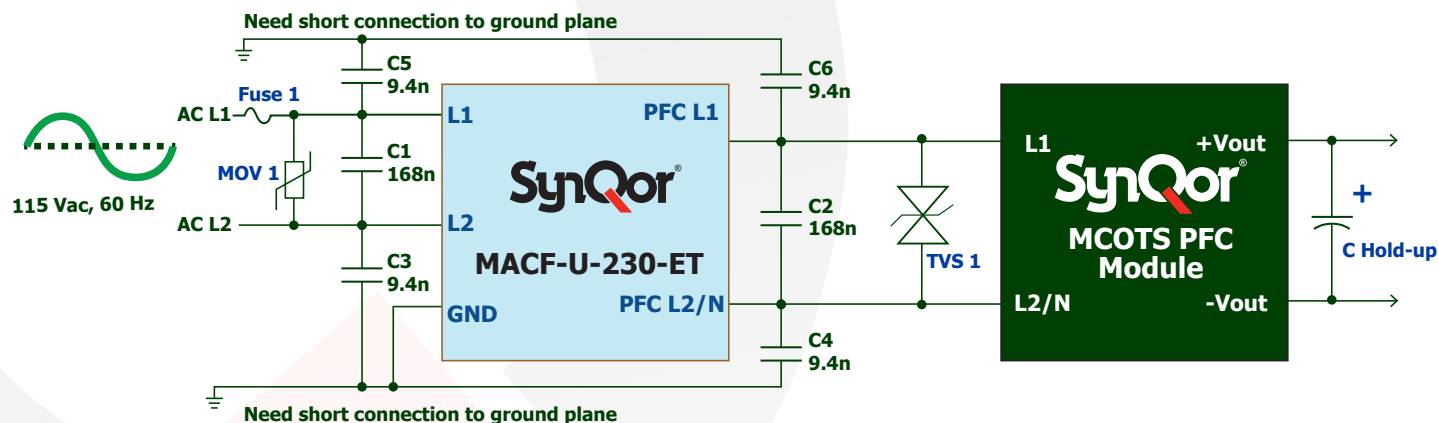 Need short connection to ground plane
C5
9.4n
C6
9.4n
Fuse 1
AC L1
L1
PFC L1
L1
+Vout
MOV 1
C1
168n
SynQor®
SynQor®
115 Vac, 60 Hz
C2
168n
+
AC L2
L2
MACF-U-230-ET
TVS 1
MCOTS PFC
Module
C Hold-up
C3
9.4n
GND
PFC L2/N
L2/N
-Vout
C4
9.4n
Need short connection to ground plane